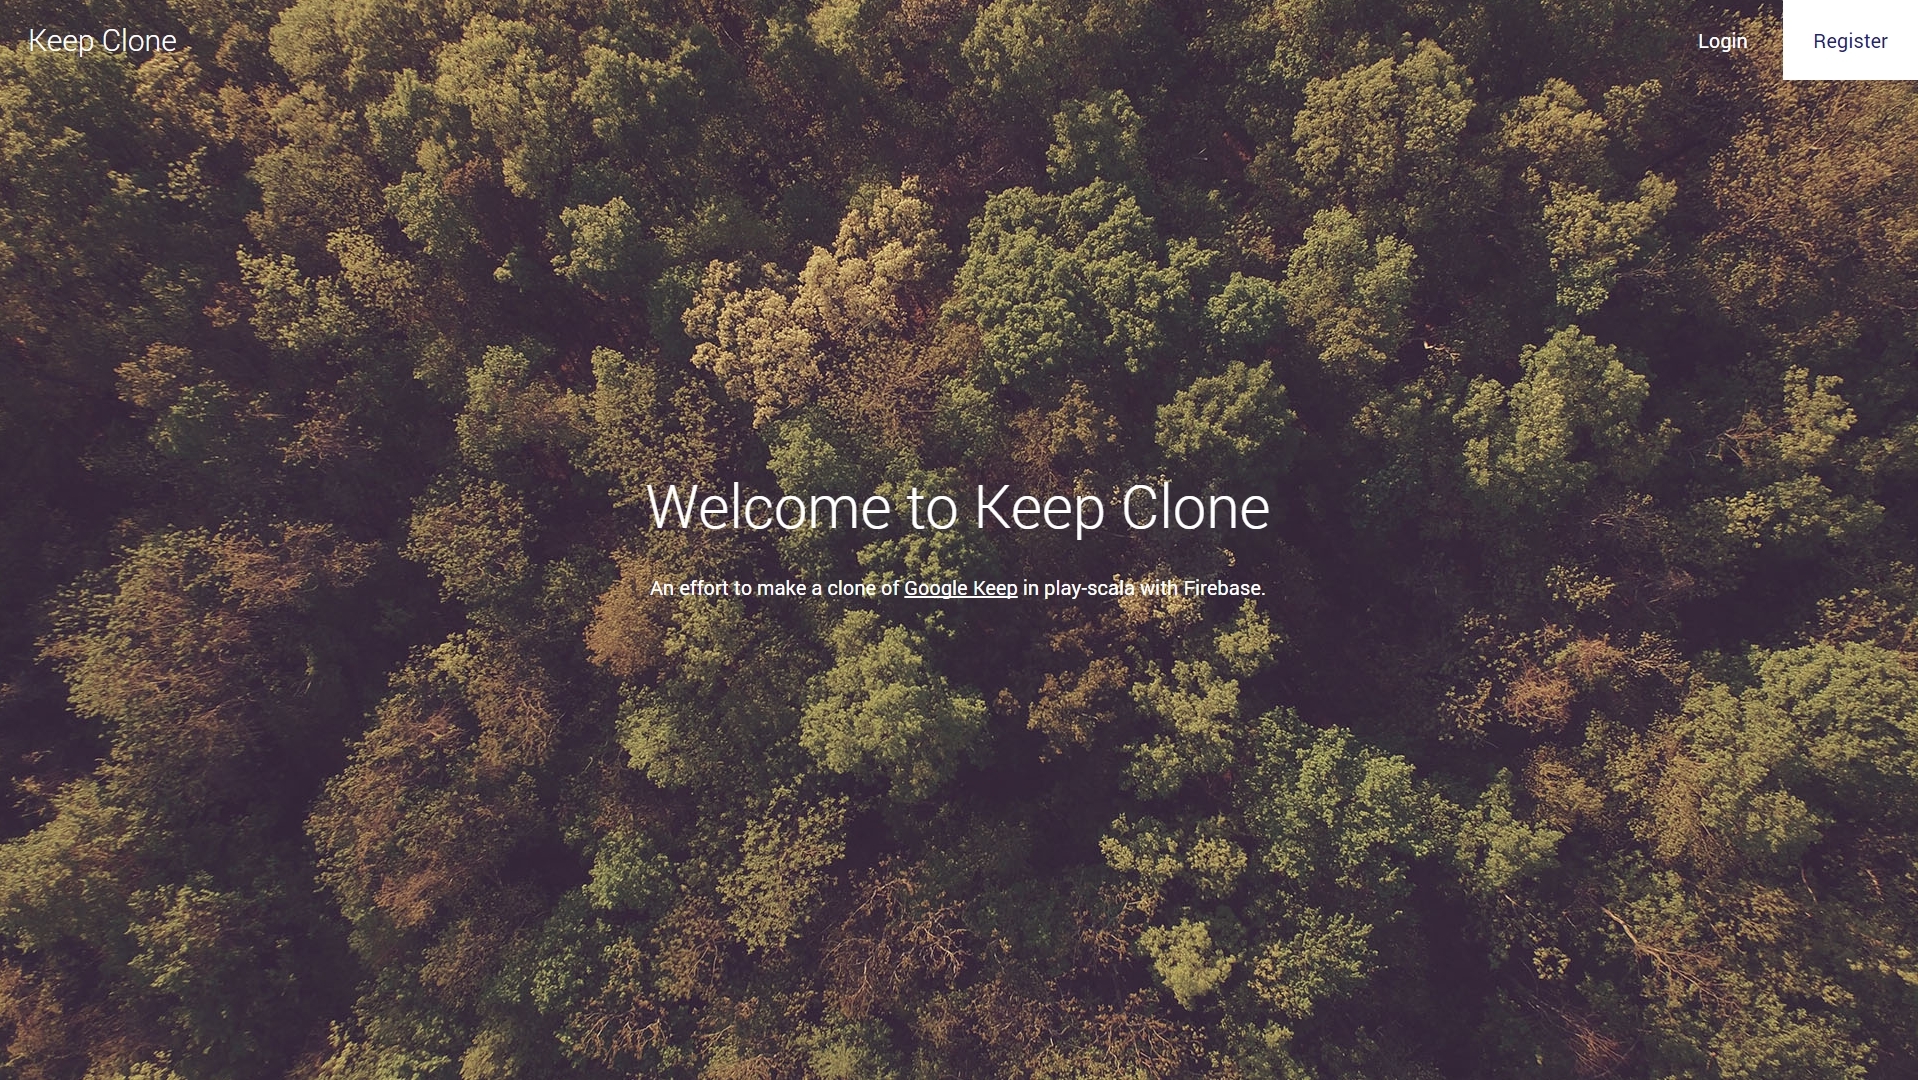 Keep Clone
Login
Register
Welcome to Keep Clone
An effort to make a clone of Google Keep in play-scala with Firebase.